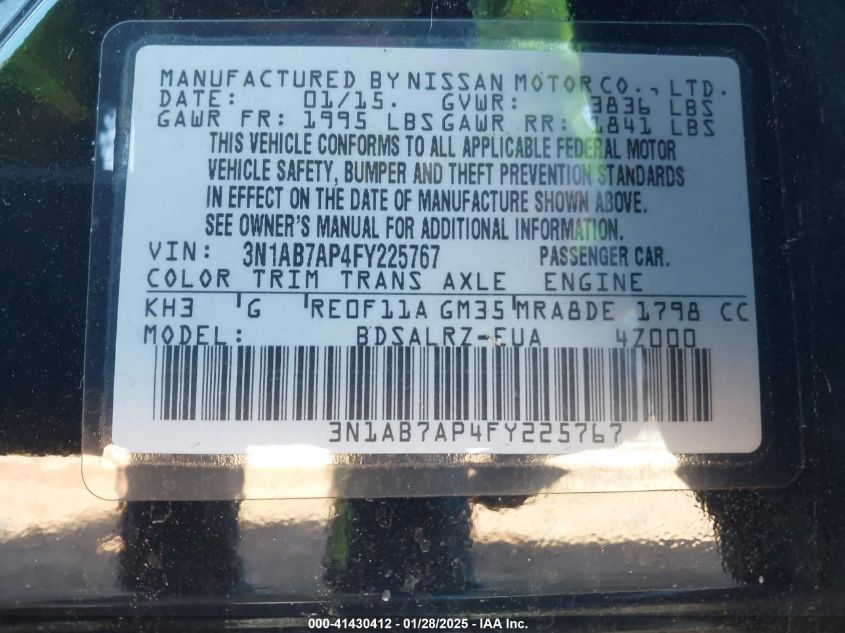 MANUFACTURED BY NISSAN MOTOR CO., LTD.
DATE: 01/15. GVWR: 3836 LBS
GAWR FR: 1995 LBS GAWR RR: 1841 LBS
THIS VEHICLE CONFORMS TO ALL APPLICABLE FEDERAL MOTOR
VEHICLE SAFETY, BUMPER AND THEFT PREVENTION STANDARDS
IN EFFECT ON THE DATE OF MANUFACTURE SHOWN ABOVE.
SEE OWNER'S MANUAL FOR ADDITIONAL INFORMATION.
VIN: 3N1AB7AP4FY225767 PASSENGER CAR.
COLOR TRIM TRANS AXLE ENGINE
KH3 G RE0F11A GM35 MRA8DE 1798 CC
MODEL: BDSALRZ-EUA 4Z000
3N1AB7AP4FY225767
000-41430412 - 01/28/2025 - IAA Inc.